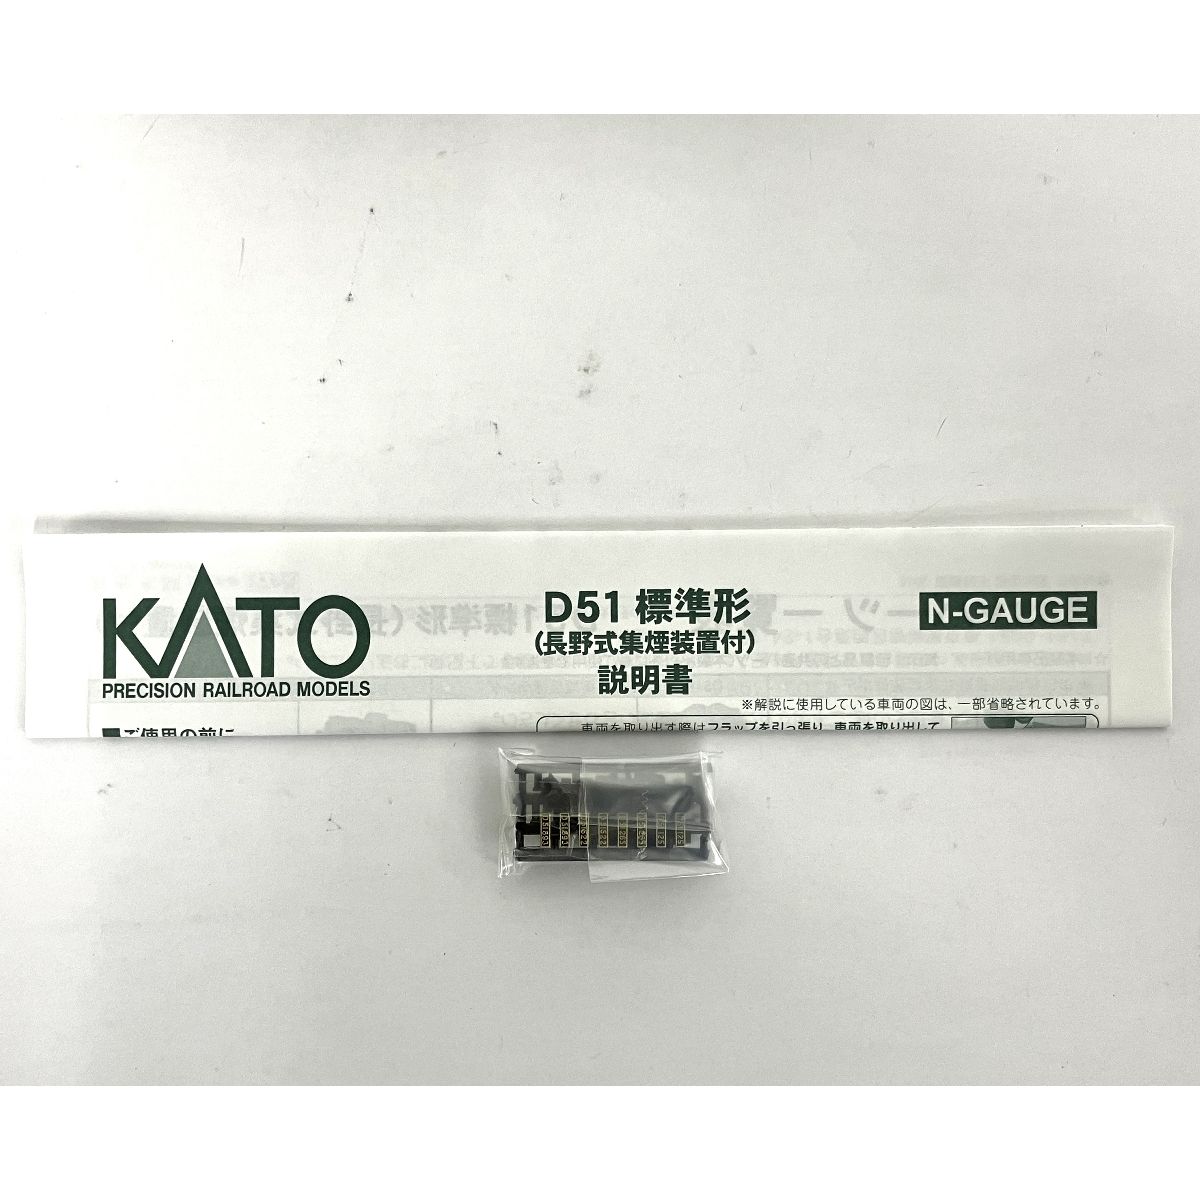 KATO
PRECISION RAILROAD MODELS
D51 標準形
(長野式集煙装置付)
説明書
N-GAUGE
※解説に使用している車両の図は、一部省略されています。
■ご使用の前に
車両を取り出す際はフラップを引っ張り、車両を取り出して